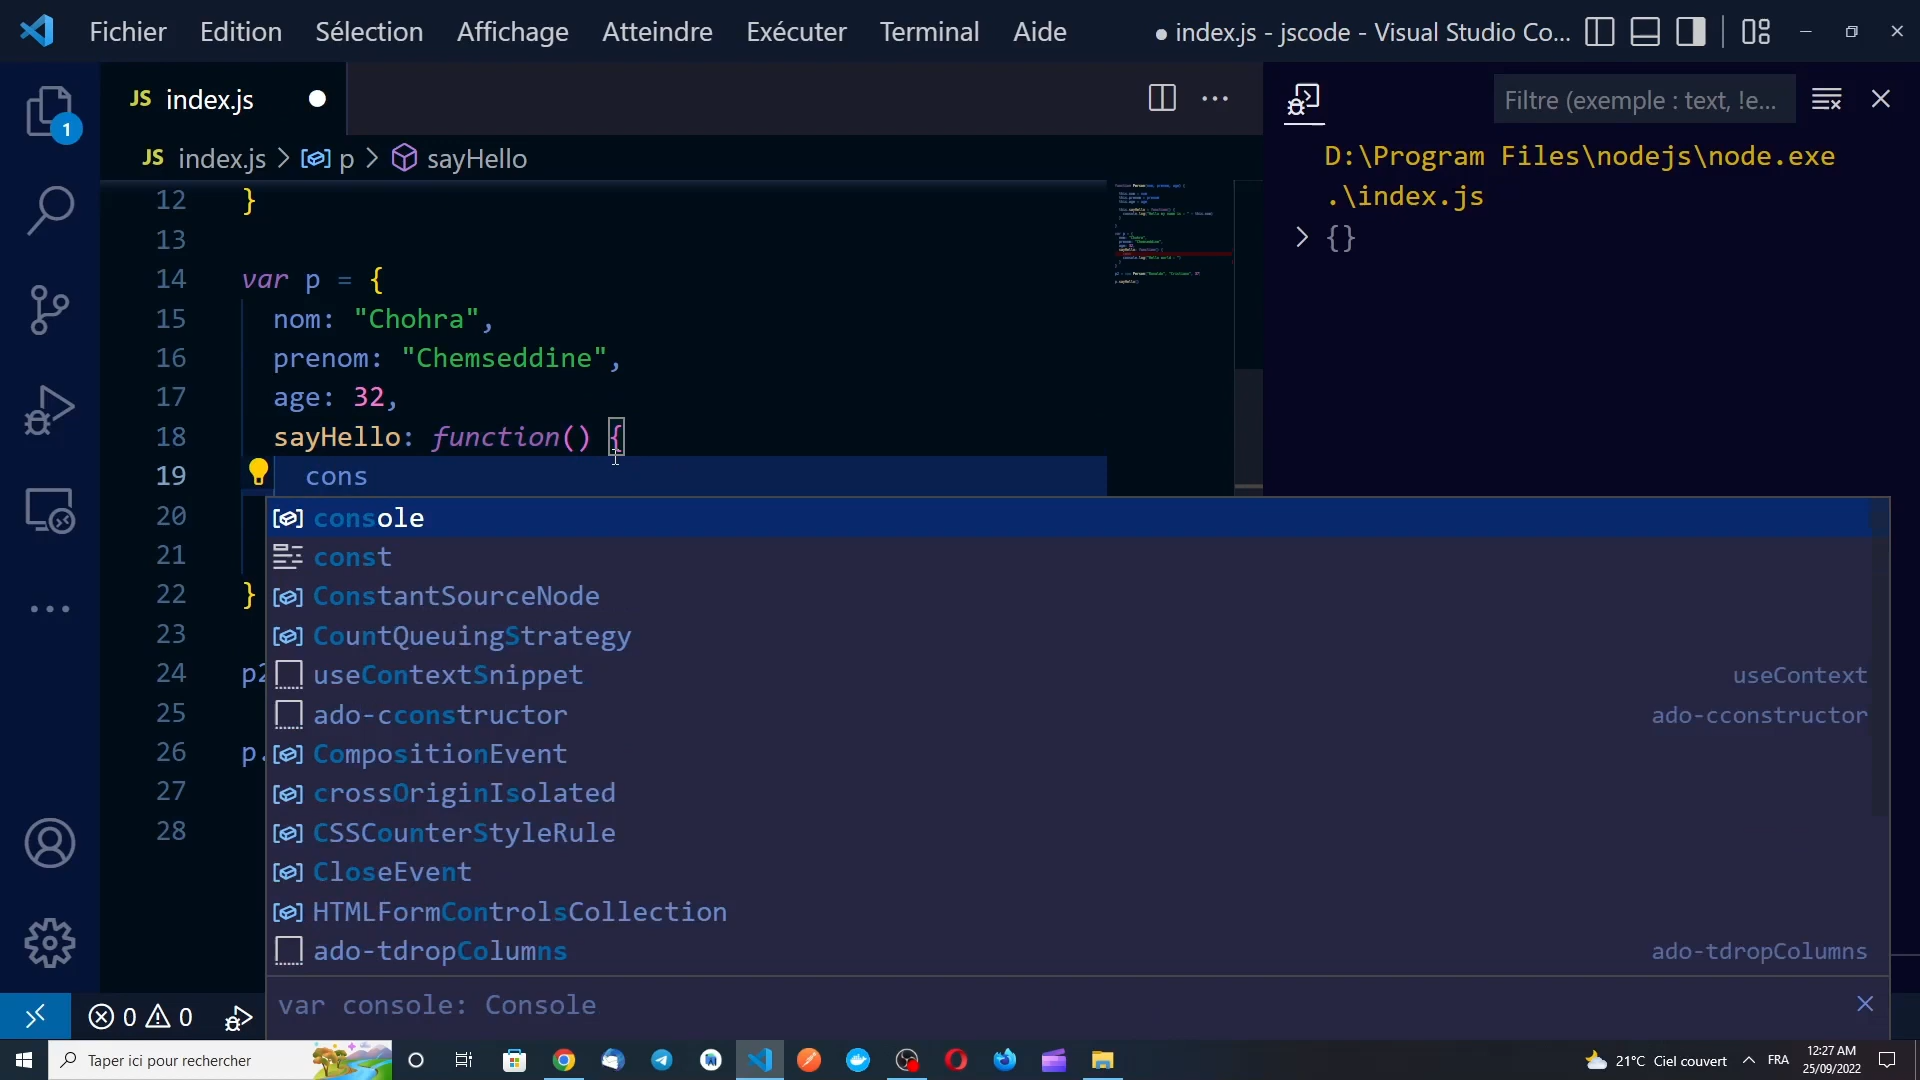 Fichier Edition Sélection Affichage Atteindre Exécuter Terminal Aide ● index.js - jscode - Visual Studio Co...
JS index.js
Filtre (exemple : text, !e...
1
JS index.js > p > sayHello
D:\Program Files\nodejs\node.exe
.\index.js
> {}
12 }
13
14 var p = {
15 nom: "Chohra",
16 prenom: "Chemseddine",
17 age: 32,
18 sayHello: function() {
19 cons
20
21
22 }
23
24 p2
25
26 p.
27
28
console
const
ConstantSourceNode
CountQueuingStrategy
useContextSnippet useContext
ado-cconstructor ado-cconstructor
CompositionEvent
crossOriginIsolated
CSSCounterStyleRule
CloseEvent
HTMLFormControlsCollection
ado-tdropColumns ado-tdropColumns
var console: Console
0 0
Taper ici pour rechercher
21°C Ciel couvert FRA
12:27 AM
25/09/2022